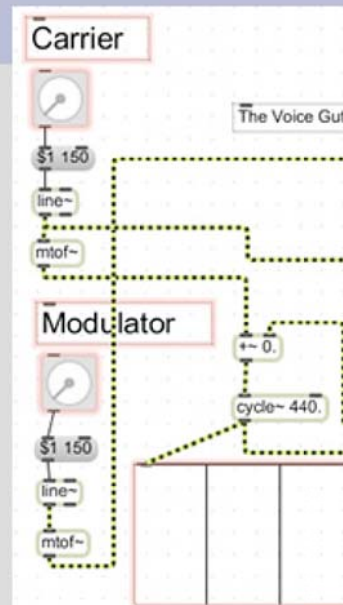 Carrier
The Voice Gut
$1 150
line~
mtof~
Modulator
+~ 0.
$1 150
cycle~ 440.
line~
mtof~